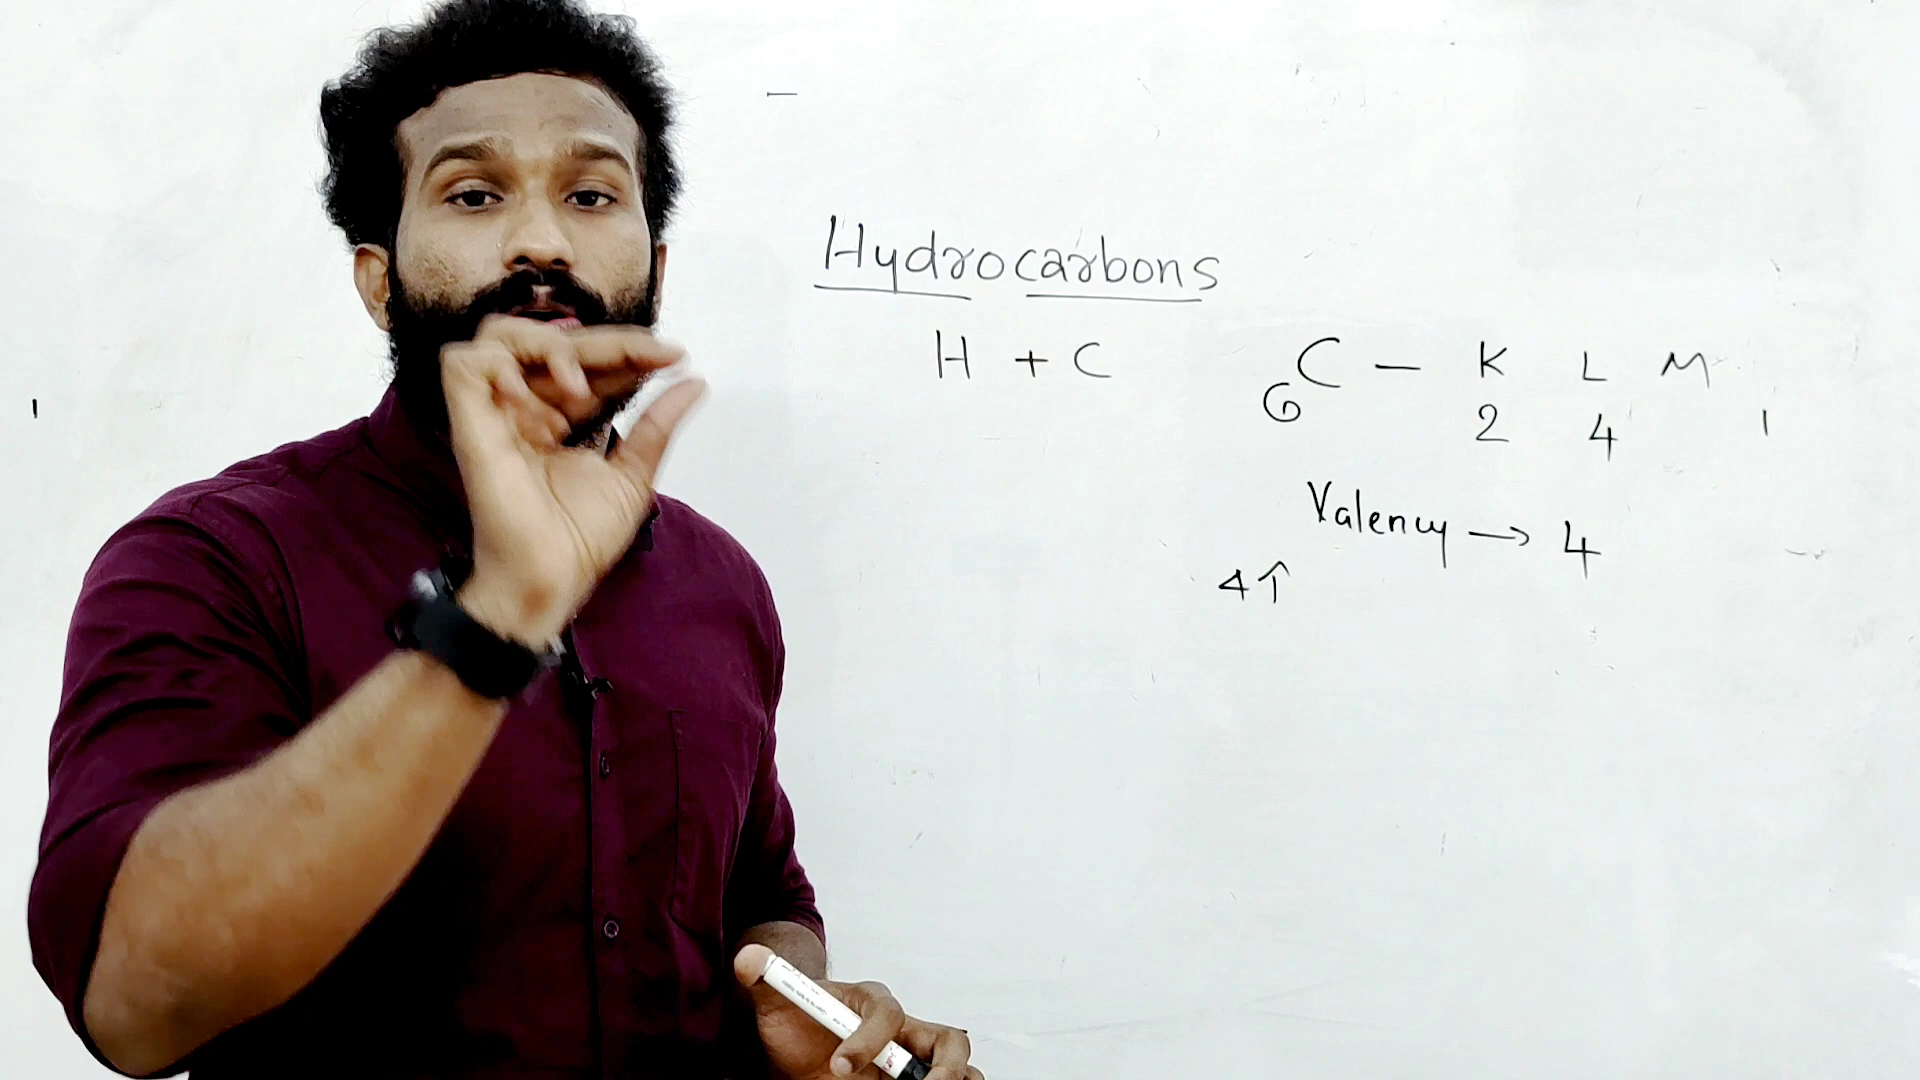 Hydrocarbons
H + C
6C — K L M
2 4
Valency → 4
4↑